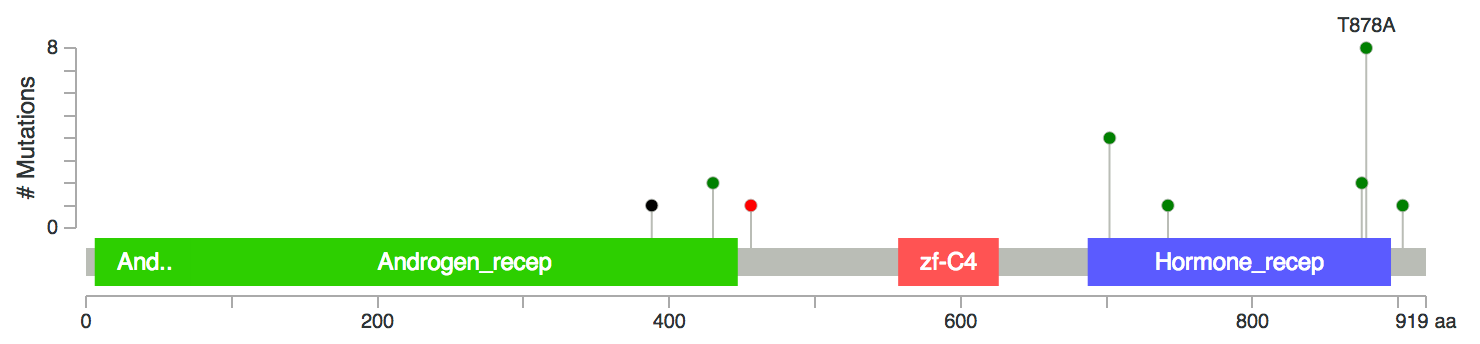 T878A
8
# Mutations
0
And.. Androgen_recep zf-C4 Hormone_recep
0 200 400 600 800 919 aa